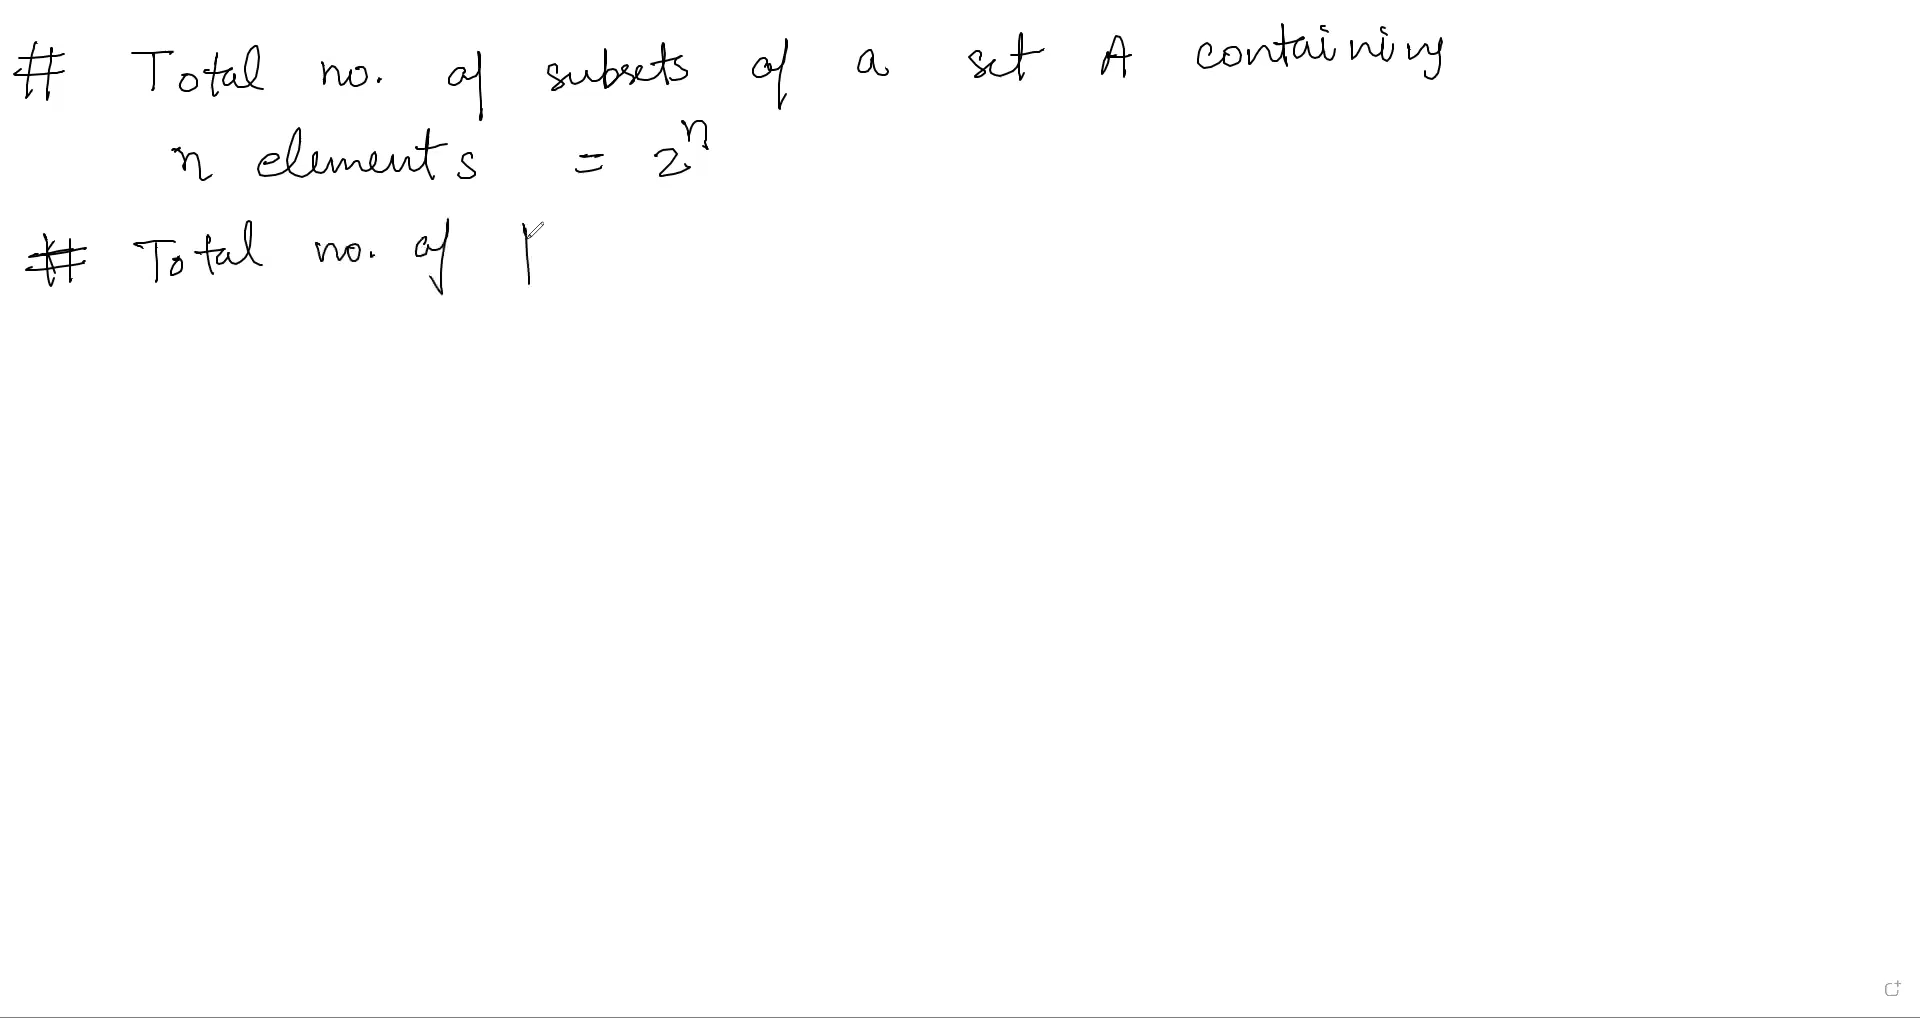 # Total no. of subsets of a set A containing
n elements = 2ⁿ
# Total no. of